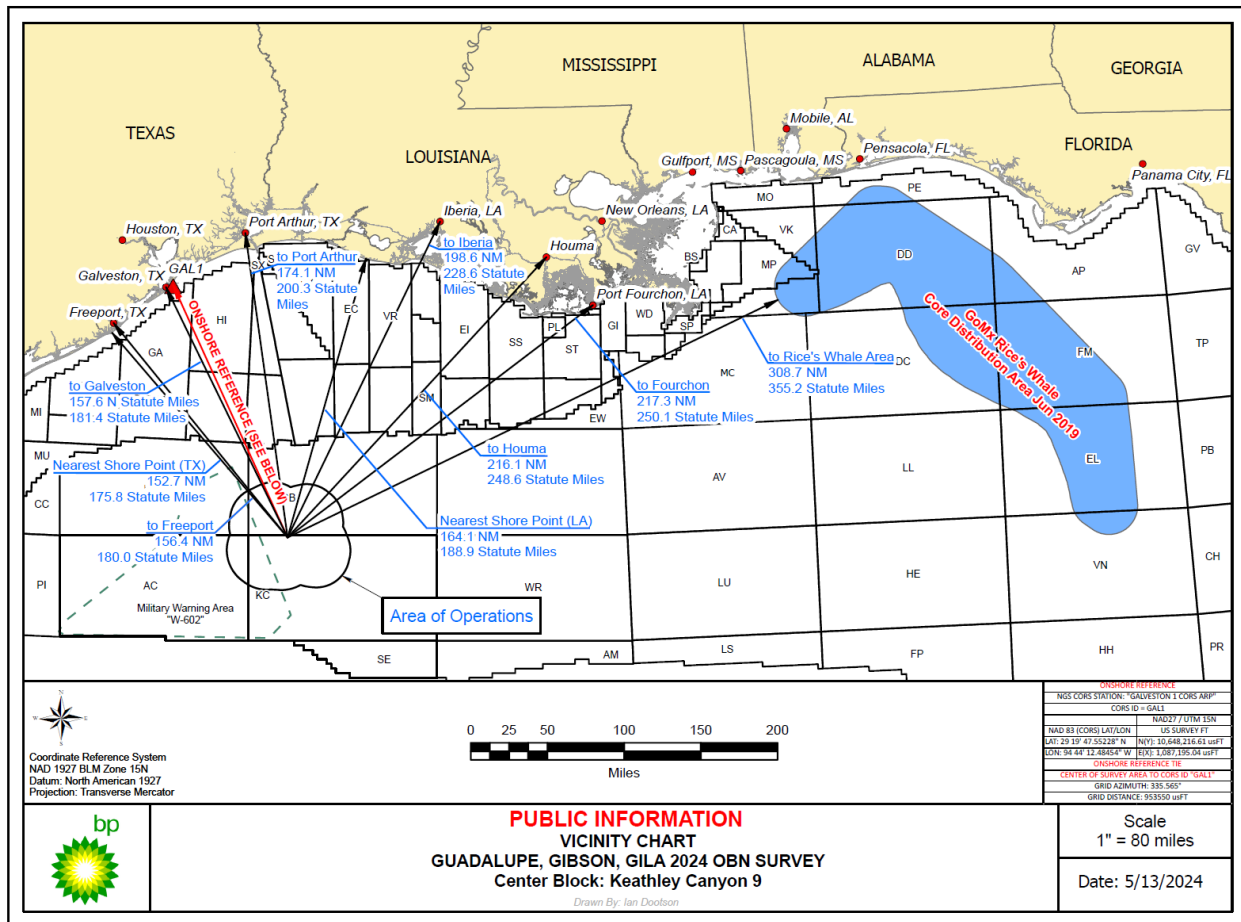 MISSISSIPPI
ALABAMA
GEORGIA
TEXAS
LOUISIANA
FLORIDA
Mobile, AL
Pensacola, FL
Gulfport, MS
Pascagoula, MS
Panama City, FL
Houston, TX
Port Arthur, TX
Iberia, LA
New Orleans, LA
Houma
Galveston, TX
GAL1
Freeport, TX
Port Fourchon, LA
to Port Arthur
174.1 NM
200.3 Statute
Miles
to Iberia
198.6 NM
228.6 Statute
Miles
ONSHORE REFERENCE (SEE BELOW)
to Galveston
157.6 N Statute Miles
181.4 Statute Miles
Nearest Shore Point (TX)
152.7 NM
175.8 Statute Miles
to Freeport
156.4 NM
180.0 Statute Miles
to Houma
216.1 NM
248.6 Statute Miles
Nearest Shore Point (LA)
164.1 NM
188.9 Statute Miles
to Fourchon
217.3 NM
250.1 Statute Miles
to Rice's Whale Area
308.7 NM
355.2 Statute Miles
GoMx Rice's Whale
Core Distribution Area Jun 2019
Area of Operations
Military Warning Area
"W-602"
MO
PE
CA
VK
BS
MP
DD
AP
GV
SX
S
HI
GA
EC
VR
EI
SS
PL
ST
GI
WD
SP
MC
DC
FM
TP
MI
SM
EW
MU
CC
B
AV
LL
EL
PB
PI
AC
KC
WR
LU
HE
VN
CH
SE
AM
LS
FP
HH
PR
N
W
E
S
Coordinate Reference System
NAD 1927 BLM Zone 15N
Datum: North American 1927
Projection: Transverse Mercator
0 25 50 100 150 200
Miles
ONSHORE REFERENCE
NGS CORS STATION: "GALVESTON 1 CORS ARP"
CORS ID = GAL1
NAD27 / UTM 15N
NAD 83 (CORS) LAT/LON US SURVEY FT
LAT: 29 19' 47.55228" N N(Y): 10,648,216.61 usFT
LON: 94 44' 12.48454" W E(X): 1,087,195.04 usFT
ONSHORE REFERENCE TIE
CENTER OF SURVEY AREA TO CORS ID "GAL1"
GRID AZIMUTH: 335.565°
GRID DISTANCE: 953550 usFT
bp
PUBLIC INFORMATION
VICINITY CHART
GUADALUPE, GIBSON, GILA 2024 OBN SURVEY
Center Block: Keathley Canyon 9
Drawn By: Ian Dootson
Scale
1" = 80 miles
Date: 5/13/2024